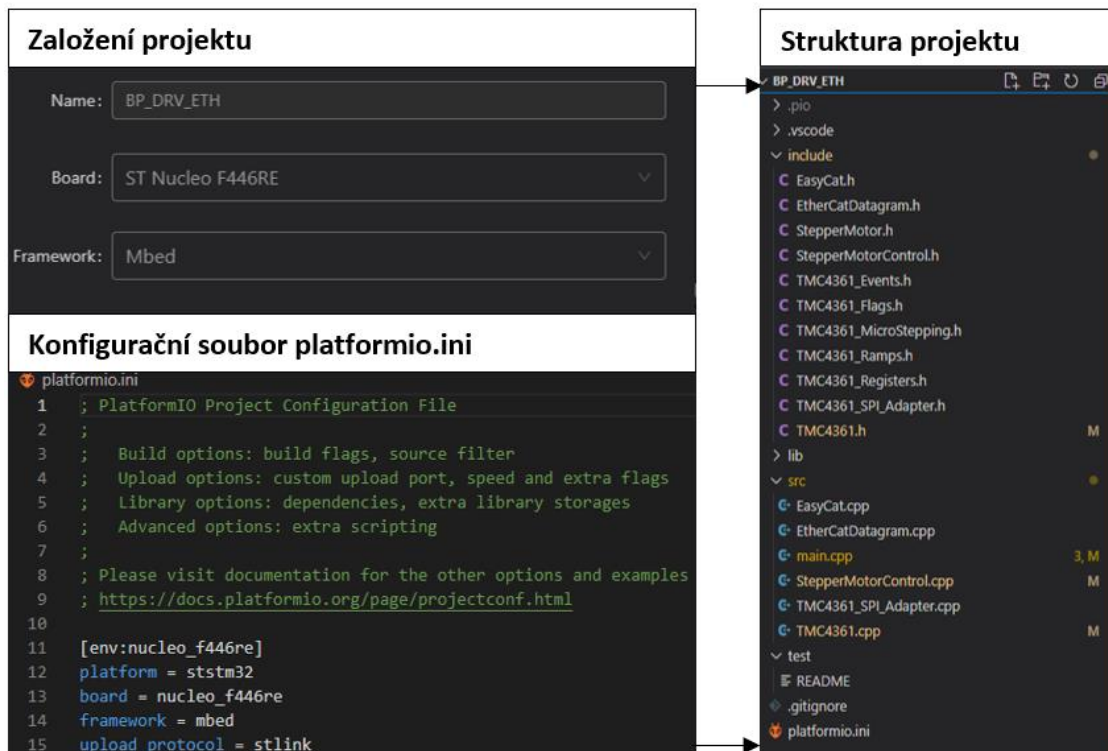 Založení projektu
Name: BP_DRV_ETH
Board: ST Nucleo F446RE
Framework: Mbed
Konfigurační soubor platformio.ini
platformio.ini
1 ; PlatformIO Project Configuration File
2 ;
3 ;   Build options: build flags, source filter
4 ;   Upload options: custom upload port, speed and extra flags
5 ;   Library options: dependencies, extra library storages
6 ;   Advanced options: extra scripting
7 ;
8 ; Please visit documentation for the other options and examples
9 ; https://docs.platformio.org/page/projectconf.html
10
11 [env:nucleo_f446re]
12 platform = ststm32
13 board = nucleo_f446re
14 framework = mbed
15 upload_protocol = stlink
Struktura projektu
BP_DRV_ETH
.pio
.vscode
include
C EasyCat.h
C EtherCatDatagram.h
C StepperMotor.h
C StepperMotorControl.h
C TMC4361_Events.h
C TMC4361_Flags.h
C TMC4361_MicroStepping.h
C TMC4361_Ramps.h
C TMC4361_Registers.h
C TMC4361_SPI_Adapter.h
C TMC4361.h M
lib
src
EasyCat.cpp
EtherCatDatagram.cpp
main.cpp 3, M
StepperMotorControl.cpp M
TMC4361_SPI_Adapter.cpp
TMC4361.cpp M
test
README
.gitignore
platformio.ini